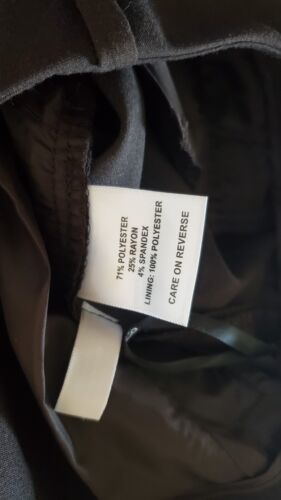 71% POLYESTER
25% RAYON
4% SPANDEX
LINING: 100% POLYESTER
CARE ON REVERSE